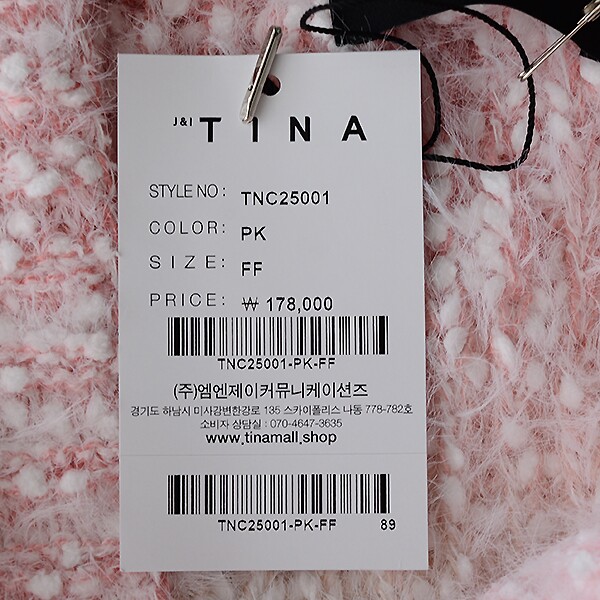 J&I TINA
STYLE NO: TNC25001
COLOR: PK
SIZE: FF
PRICE: ₩ 178,000
TNC25001-PK-FF
(주)엠엔제이커뮤니케이션즈
경기도 하남시 미사강변한강로 135 스카이폴리스 나동 778-782호
소비자 상담실 : 070-4647-3635
www.tinamall.shop
TNC25001-PK-FF 89